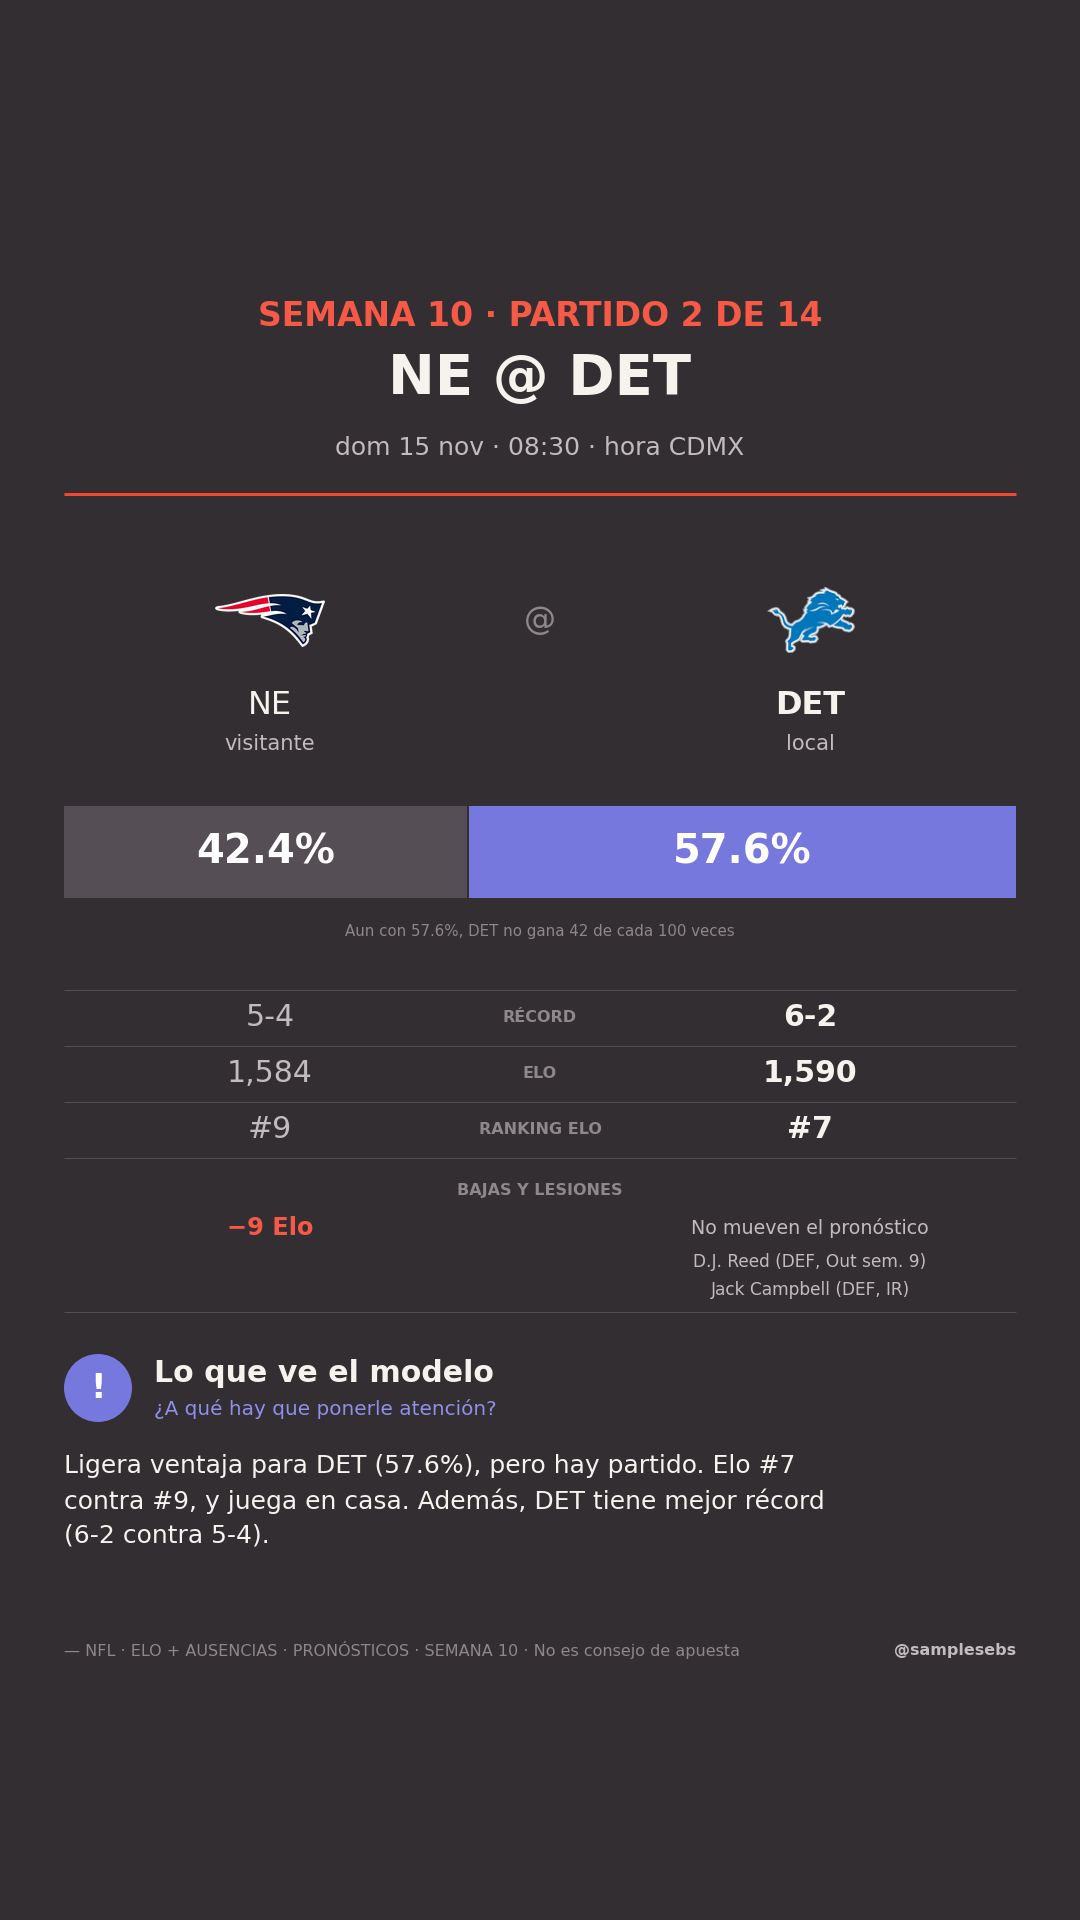 SEMANA 10 · PARTIDO 2 DE 14
NE @ DET
dom 15 nov · 08:30 · hora CDMX
@
NE
DET
visitante
local
42.4%
57.6%
Aun con 57.6%, DET no gana 42 de cada 100 veces
5-4 RÉCORD 6-2
1,584 ELO 1,590
#9 RANKING ELO #7
BAJAS Y LESIONES
−9 Elo
No mueven el pronóstico
D.J. Reed (DEF, Out sem. 9)
Jack Campbell (DEF, IR)
!
Lo que ve el modelo
¿A qué hay que ponerle atención?
Ligera ventaja para DET (57.6%), pero hay partido. Elo #7
contra #9, y juega en casa. Además, DET tiene mejor récord
(6-2 contra 5-4).
— NFL · ELO + AUSENCIAS · PRONÓSTICOS · SEMANA 10 · No es consejo de apuesta
@samplesebs